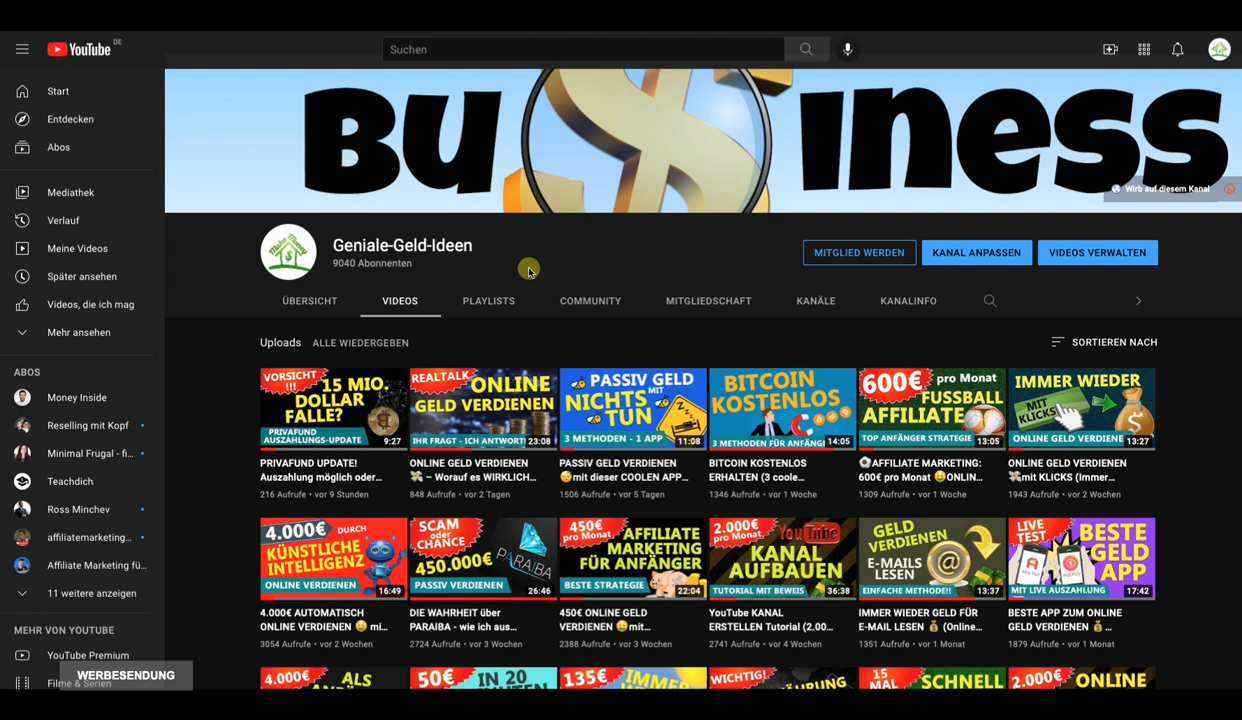 YouTube DE
Suchen
Start
Entdecken
Abos
Mediathek
Verlauf
Meine Videos
Später ansehen
Videos, die ich mag
Mehr ansehen
ABOS
Money Inside
Reselling mit Kopf
Minimal Frugal - fi...
Teachdich
Ross Minchev
affiliatemarketing...
Affiliate Marketing fü...
11 weitere anzeigen
MEHR VON YOUTUBE
YouTube Premium
Filme & Serien
WERBESENDUNG
BU$iness
Wirb auf diesem Kanal
Geniale-Geld-Ideen
9040 Abonnenten
MITGLIED WERDEN
KANAL ANPASSEN
VIDEOS VERWALTEN
ÜBERSICHT
VIDEOS
PLAYLISTS
COMMUNITY
MITGLIEDSCHAFT
KANÄLE
KANALINFO
Uploads
ALLE WIEDERGEBEN
SORTIEREN NACH
VORSICHT
!!!
15 MIO.
DOLLAR
FALLE?
PRIVAFUND
AUSZAHLUNGS-UPDATE
9:27
PRIVAFUND UPDATE!
Auszahlung möglich oder...
216 Aufrufe • vor 9 Stunden
REALTALK
ONLINE
GELD VERDIENEN
IHR FRAGT - ICH ANTWORT
23:08
ONLINE GELD VERDIENEN
💸 – Worauf es WIRKLICH...
848 Aufrufe • vor 2 Tagen
PASSIV GELD
MIT
NICHTS
TUN
3 METHODEN - 1 APP
11:08
PASSIV GELD VERDIENEN
😴mit dieser COOLEN APP...
1506 Aufrufe • vor 5 Tagen
BITCOIN
KOSTENLOS
3 METHODEN FÜR ANFÄNG
14:05
BITCOIN KOSTENLOS
ERHALTEN (3 coole...
1346 Aufrufe • vor 1 Woche
600€ pro Monat
FUSSBALL
AFFILIATE
TOP ANFÄNGER STRATEGIE
13:05
⚽AFFILIATE MARKETING:
600€ pro Monat 🤑ONLIN...
1309 Aufrufe • vor 1 Woche
IMMER WIEDER
MIT
KLICKS
ONLINE GELD VERDIENE
13:27
ONLINE GELD VERDIENEN
💸mit KLICKS (Immer...
1943 Aufrufe • vor 2 Wochen
4.000€ DURCH
KÜNSTLICHE
INTELLIGENZ
ONLINE VERDIENEN
16:49
4.000€ AUTOMATISCH
ONLINE VERDIENEN 🤑 mi...
3054 Aufrufe • vor 2 Wochen
SCAM
oder
CHANCE
450.000€
PARAIBA
PASSIV VERDIENEN
26:46
DIE WAHRHEIT über
PARAIBA - wie ich aus...
2724 Aufrufe • vor 3 Wochen
450€
pro Monat
AFFILIATE
MARKETING
FÜR ANFÄNGER
BESTE STRATEGIE
22:04
450€ ONLINE GELD
VERDIENEN 🤑mit...
2388 Aufrufe • vor 3 Wochen
2.000€
pro Monat
YouTube
KANAL
AUFBAUEN
TUTORIAL MIT BEWEIS
36:38
YouTube KANAL
ERSTELLEN Tutorial (2.00...
2741 Aufrufe • vor 4 Wochen
GELD
VERDIENEN
@
E-MAILS
LESEN
EINFACHE METHODE!!
13:37
IMMER WIEDER GELD FÜR
E-MAIL LESEN 💰 (Online...
1351 Aufrufe • vor 1 Monat
LIVE
TEST
BESTE
GELD
APP
MIT LIVE AUSZAHLUNG
17:42
BESTE APP ZUM ONLINE
GELD VERDIENEN 💰...
1879 Aufrufe • vor 1 Monat
4.000€ ALS
50€ IN 20
135€ IMMER
WICHTIG!
15
MAL
SCHNELL
2.000€ ONLINE